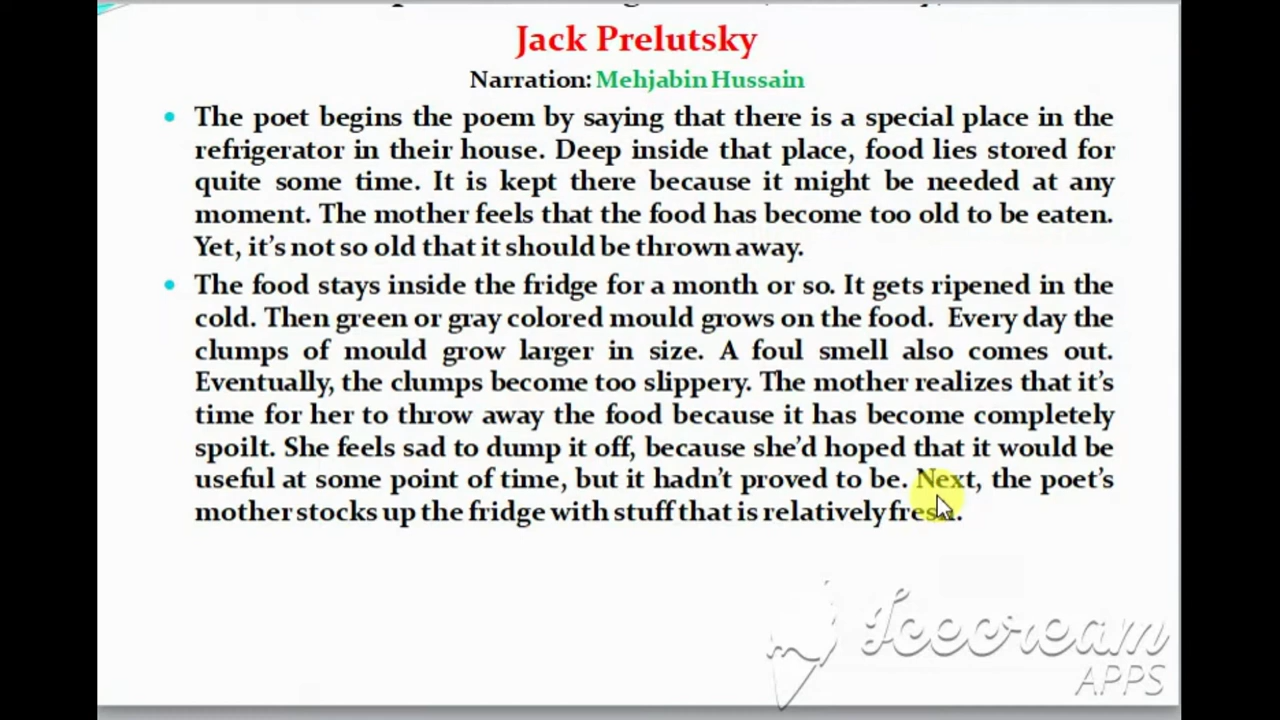 Jack Prelutsky
Narration: Mehjabin Hussain
• The poet begins the poem by saying that there is a special place in the
refrigerator in their house. Deep inside that place, food lies stored for
quite some time. It is kept there because it might be needed at any
moment. The mother feels that the food has become too old to be eaten.
Yet, it's not so old that it should be thrown away.
• The food stays inside the fridge for a month or so. It gets ripened in the
cold. Then green or gray colored mould grows on the food. Every day the
clumps of mould grow larger in size. A foul smell also comes out.
Eventually, the clumps become too slippery. The mother realizes that it's
time for her to throw away the food because it has become completely
spoilt. She feels sad to dump it off, because she'd hoped that it would be
useful at some point of time, but it hadn't proved to be. Next, the poet's
mother stocks up the fridge with stuff that is relatively fresh.
Icecream
APPS